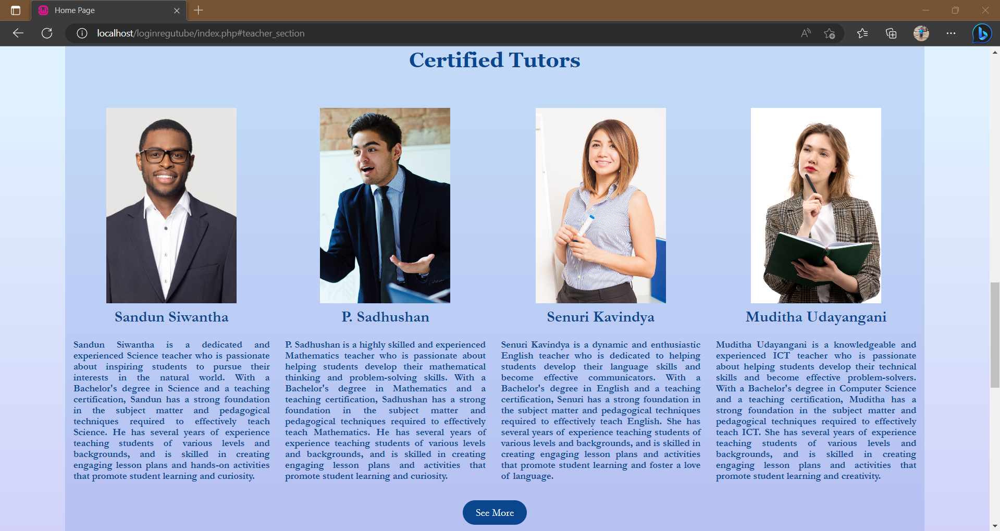 Home Page
localhost/loginregutube/index.php#teacher_section
Certified Tutors
Sandun Siwantha
Sandun Siwantha is a dedicated and
experienced Science teacher who is passionate
about inspiring students to pursue their
interests in the natural world. With a
Bachelor's degree in Science and a teaching
certification, Sandun has a strong foundation
in the subject matter and pedagogical
techniques required to effectively teach
Science. He has several years of experience
teaching students of various levels and
backgrounds, and is skilled in creating
engaging lesson plans and hands-on activities
that promote student learning and curiosity.
P. Sadhushan
P. Sadhushan is a highly skilled and experienced
Mathematics teacher who is passionate about
helping students develop their mathematical
thinking and problem-solving skills. With a
Bachelor's degree in Mathematics and a
teaching certification, Sadhushan has a strong
foundation in the subject matter and
pedagogical techniques required to effectively
teach Mathematics. He has several years of
experience teaching students of various levels
and backgrounds, and is skilled in creating
engaging lesson plans and activities that
promote student learning and curiosity.
Senuri Kavindya
Senuri Kavindya is a dynamic and enthusiastic
English teacher who is dedicated to helping
students develop their language skills and
become effective communicators. With a
Bachelor's degree in English and a teaching
certification, Senuri has a strong foundation in
the subject matter and pedagogical techniques
required to effectively teach English. She has
several years of experience teaching students of
various levels and backgrounds, and is skilled in
creating engaging lesson plans and activities
that promote student learning and foster a love
of language.
Muditha Udayangani
Muditha Udayangani is a knowledgeable and
experienced ICT teacher who is passionate
about helping students develop their technical
skills and become effective problem-solvers.
With a Bachelor's degree in Computer Science
and a teaching certification, Muditha has a
strong foundation in the subject matter and
pedagogical techniques required to effectively
teach ICT. She has several years of experience
teaching students of various levels and
backgrounds, and is skilled in creating
engaging lesson plans and activities that
promote student learning and creativity.
See More